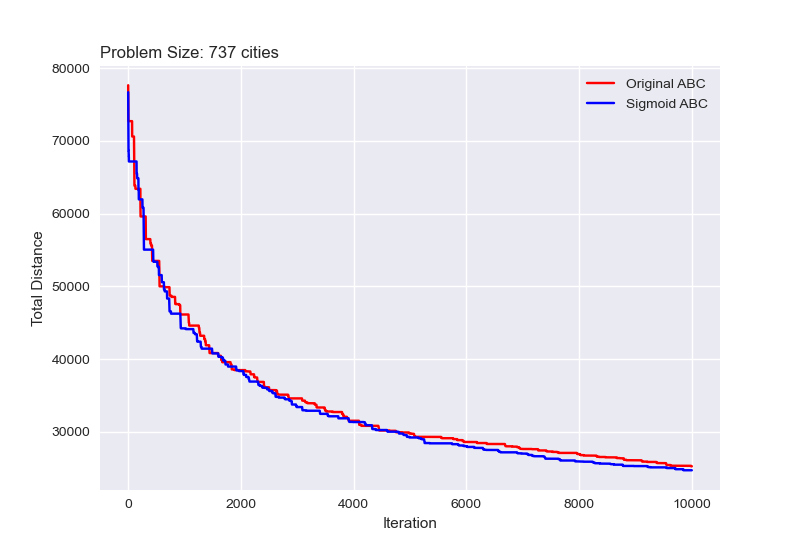 Problem Size: 737 cities
80000
70000
60000
50000
40000
30000
Total Distance
Original ABC
Sigmoid ABC
0 2000 4000 6000 8000 10000
Iteration